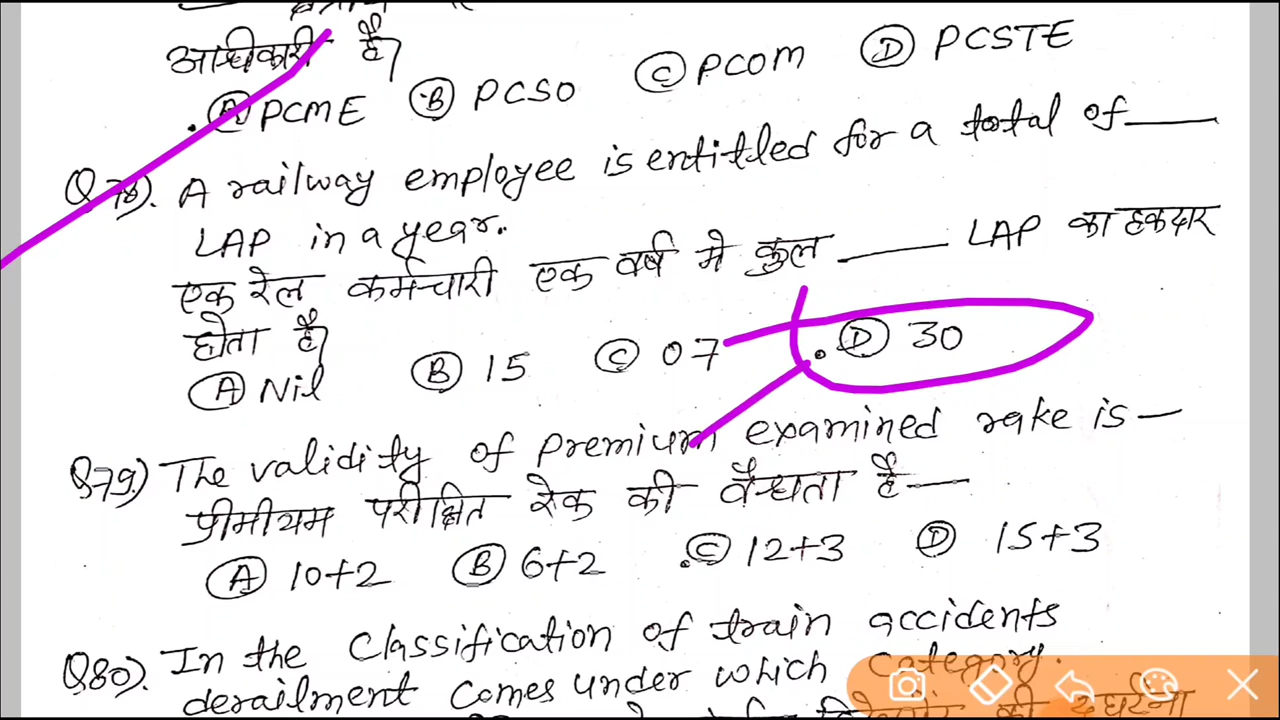 अधिकारी है।
(A) PCME (B) PCSO (C) PCOM (D) PCSTE
Q 78). A railway employee is entitled for a total of ___
LAP in a year.
एक रेल कर्मचारी एक वर्ष मे कुल ___ LAP का हकदार
होता है।
(A) Nil (B) 15 (C) 07 (D) 30
Q79.) The validity of premium examined rake is —
प्रीमीयम परीक्षित रेक की वैधता है —
(A) 10+2 (B) 6+2 (C) 12+3 (D) 15+3
Q80). In the classification of train accidents
derailment comes under which category.